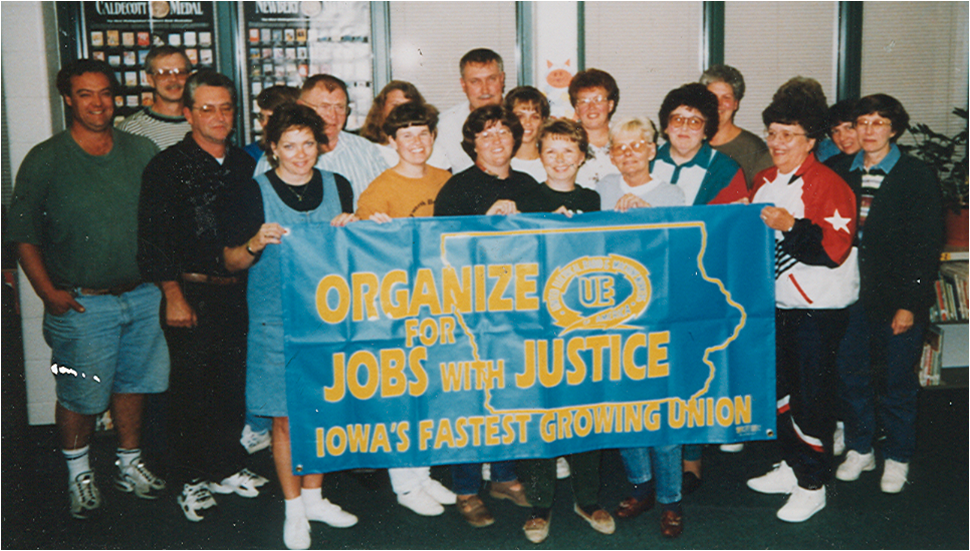 CALDECOTT MEDAL
NEWBERY
ORGANIZE
FOR
JOBS WITH JUSTICE
UE
IOWA'S FASTEST GROWING UNION